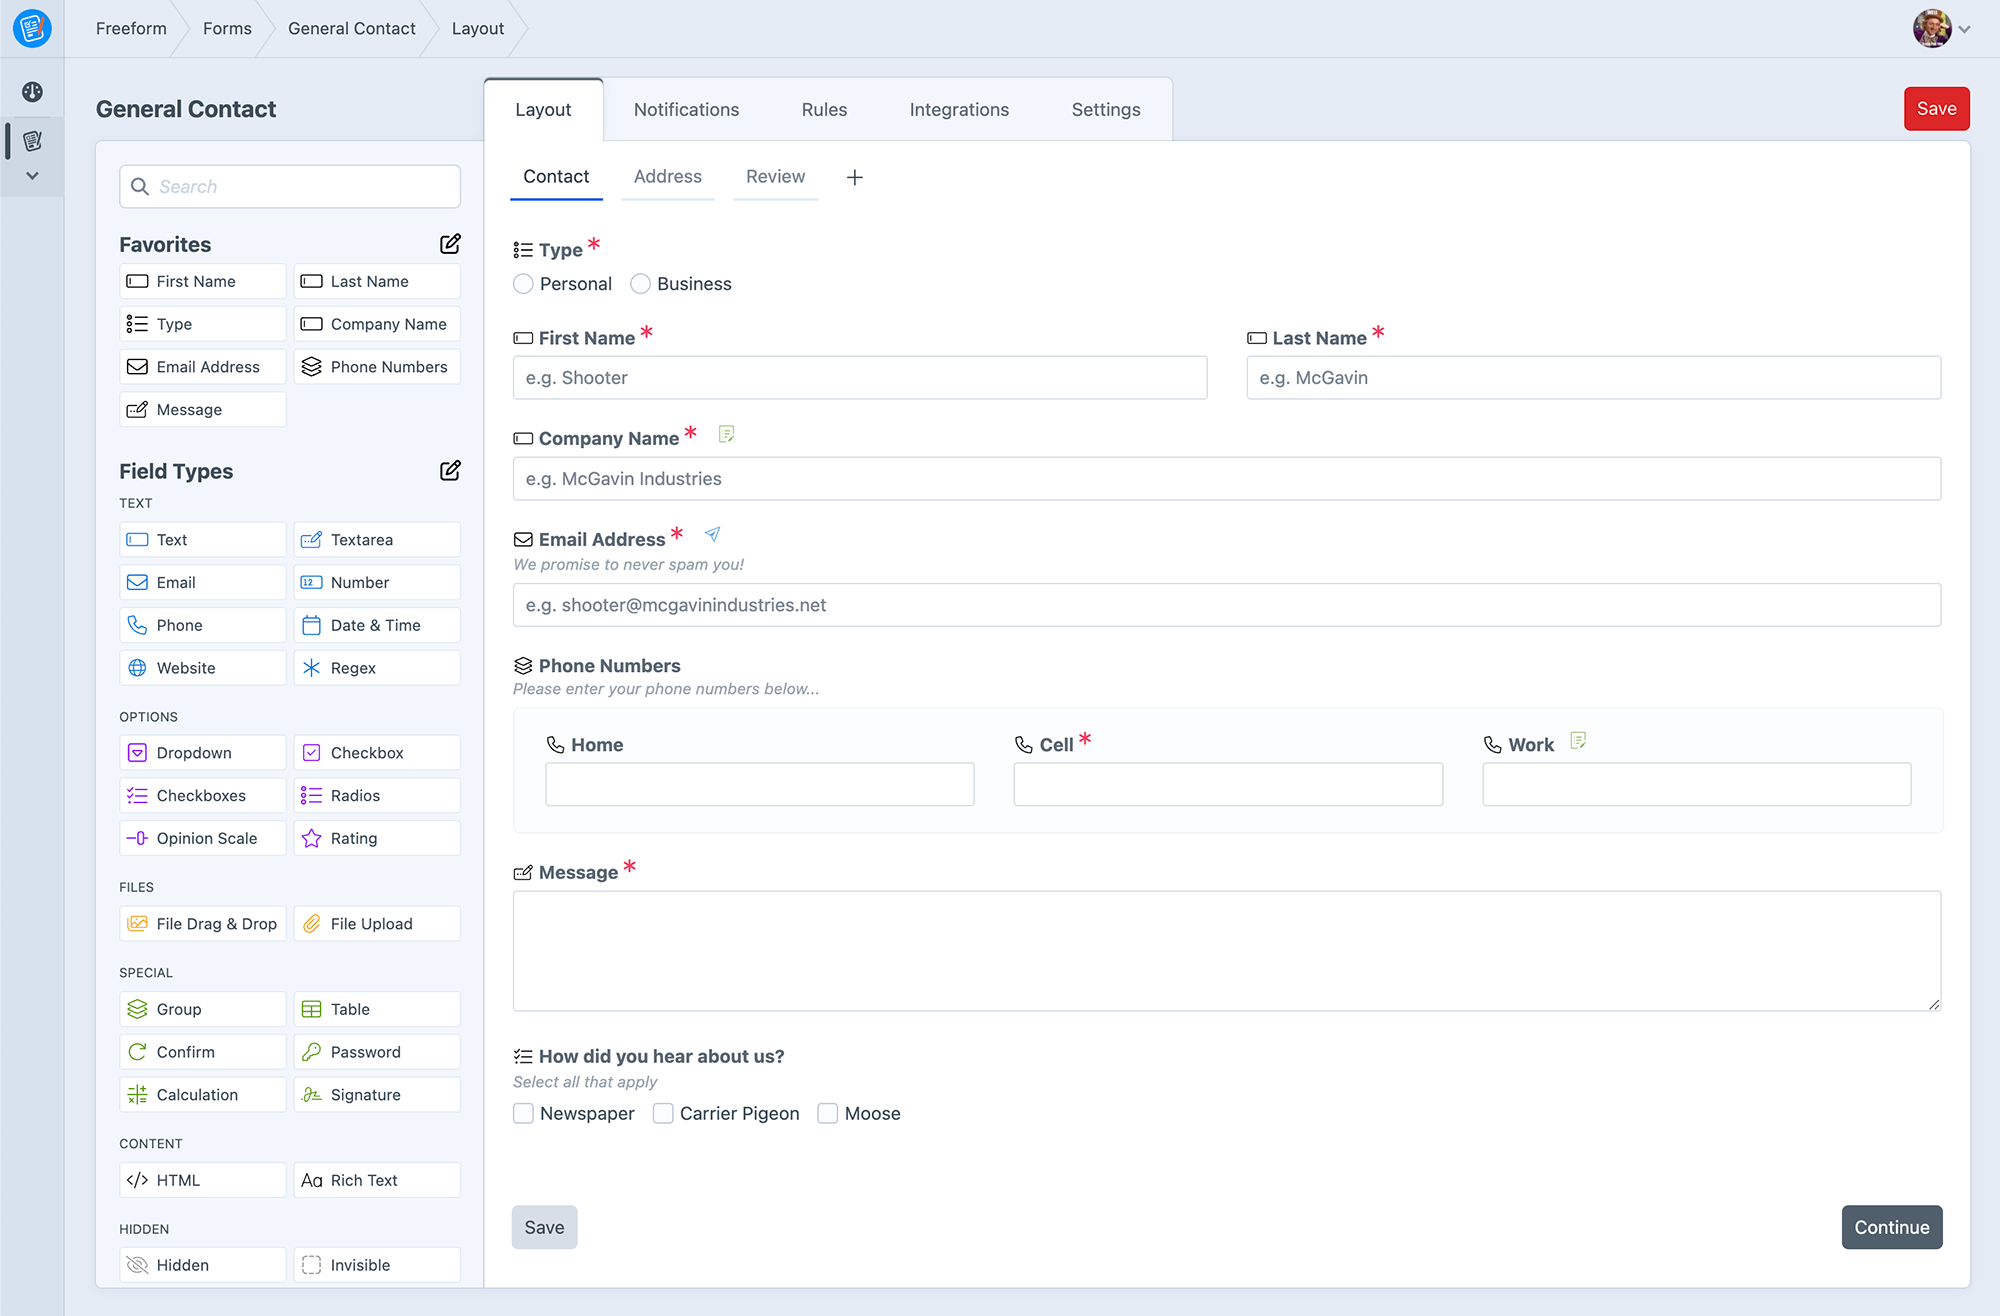 Freeform
Forms
General Contact
Layout
General Contact
Layout
Notifications
Rules
Integrations
Settings
Save
Search
Favorites
First Name
Last Name
Type
Company Name
Email Address
Phone Numbers
Message
Field Types
TEXT
Text
Textarea
Email
12
Number
Phone
Date & Time
Website
Regex
OPTIONS
Dropdown
Checkbox
Checkboxes
Radios
Opinion Scale
Rating
FILES
File Drag & Drop
File Upload
SPECIAL
Group
Table
Confirm
Password
Calculation
Signature
CONTENT
</> HTML
Aa Rich Text
HIDDEN
Hidden
Invisible
Contact
Address
Review
+
Type *
Personal
Business
First Name *
e.g. Shooter
Last Name *
e.g. McGavin
Company Name *
e.g. McGavin Industries
Email Address *
We promise to never spam you!
e.g. shooter@mcgavinindustries.net
Phone Numbers
Please enter your phone numbers below...
Home
Cell *
Work
Message *
How did you hear about us?
Select all that apply
Newspaper
Carrier Pigeon
Moose
Save
Continue